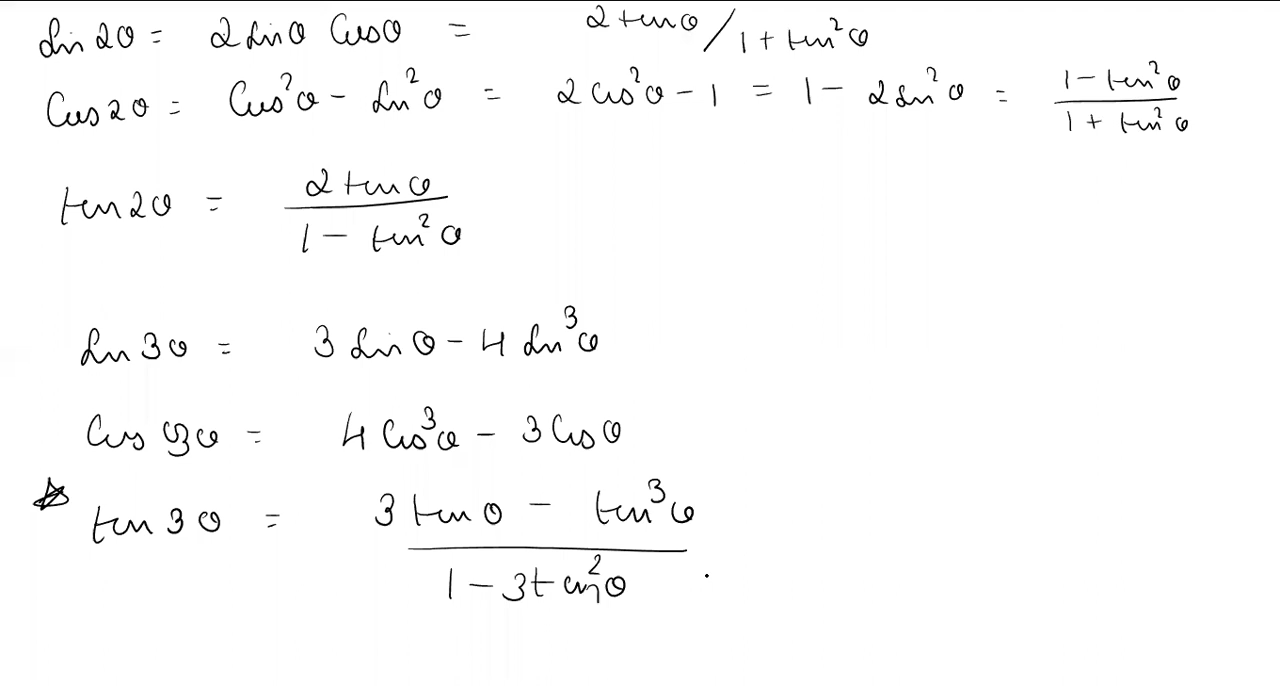 sin 2θ = 2 sin θ cos θ = 2 tan θ / 1 + tan²θ
cos 2θ = cos²θ - sin²θ = 2 cos²θ - 1 = 1 - 2 sin²θ = (1 - tan²θ) / (1 + tan²θ)
tan 2θ = (2 tan θ) / (1 - tan²θ)
sin 3θ = 3 sin θ - 4 sin³θ
cos 3θ = 4 cos³θ - 3 cos θ
☆ tan 3θ = (3 tan θ - tan³θ) / (1 - 3 tan²θ) .